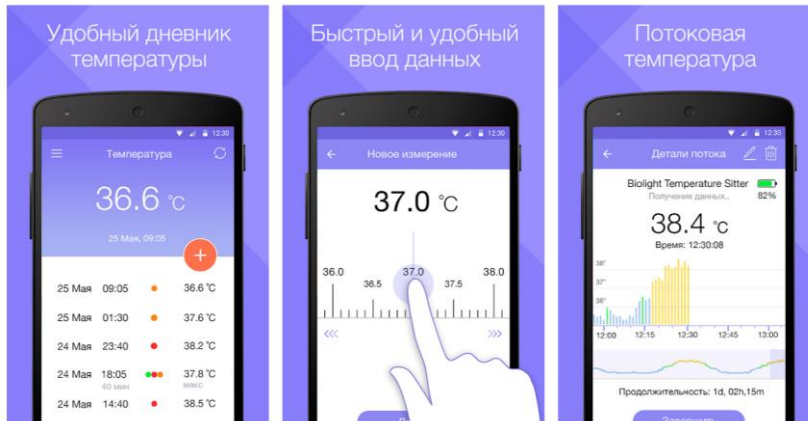 Удобный дневник
температуры
12:30
Температура
36.6 °C
25 Мая, 09:05
+
25 Мая 09:05 36.6 °C
25 Мая 01:30 37.6 °C
24 Мая 23:40 38.2 °C
24 Мая 18:05 37.8 °C
40 мин макс
24 Мая 14:40 38.5 °C
Быстрый и удобный
ввод данных
12:30
Новое измерение
37.0 °C
36.0 37.0 38.0
36.5 37.5
Потоковая
температура
12:30
Детали потока
Biolight Temperature Sitter
Получение данных.. 82%
38.4 °C
Время: 12:30:08
38°
37°
36°
12:00 12:15 12:30 12:45 13:00
Продолжительность: 1d, 02h,15m
Завершить